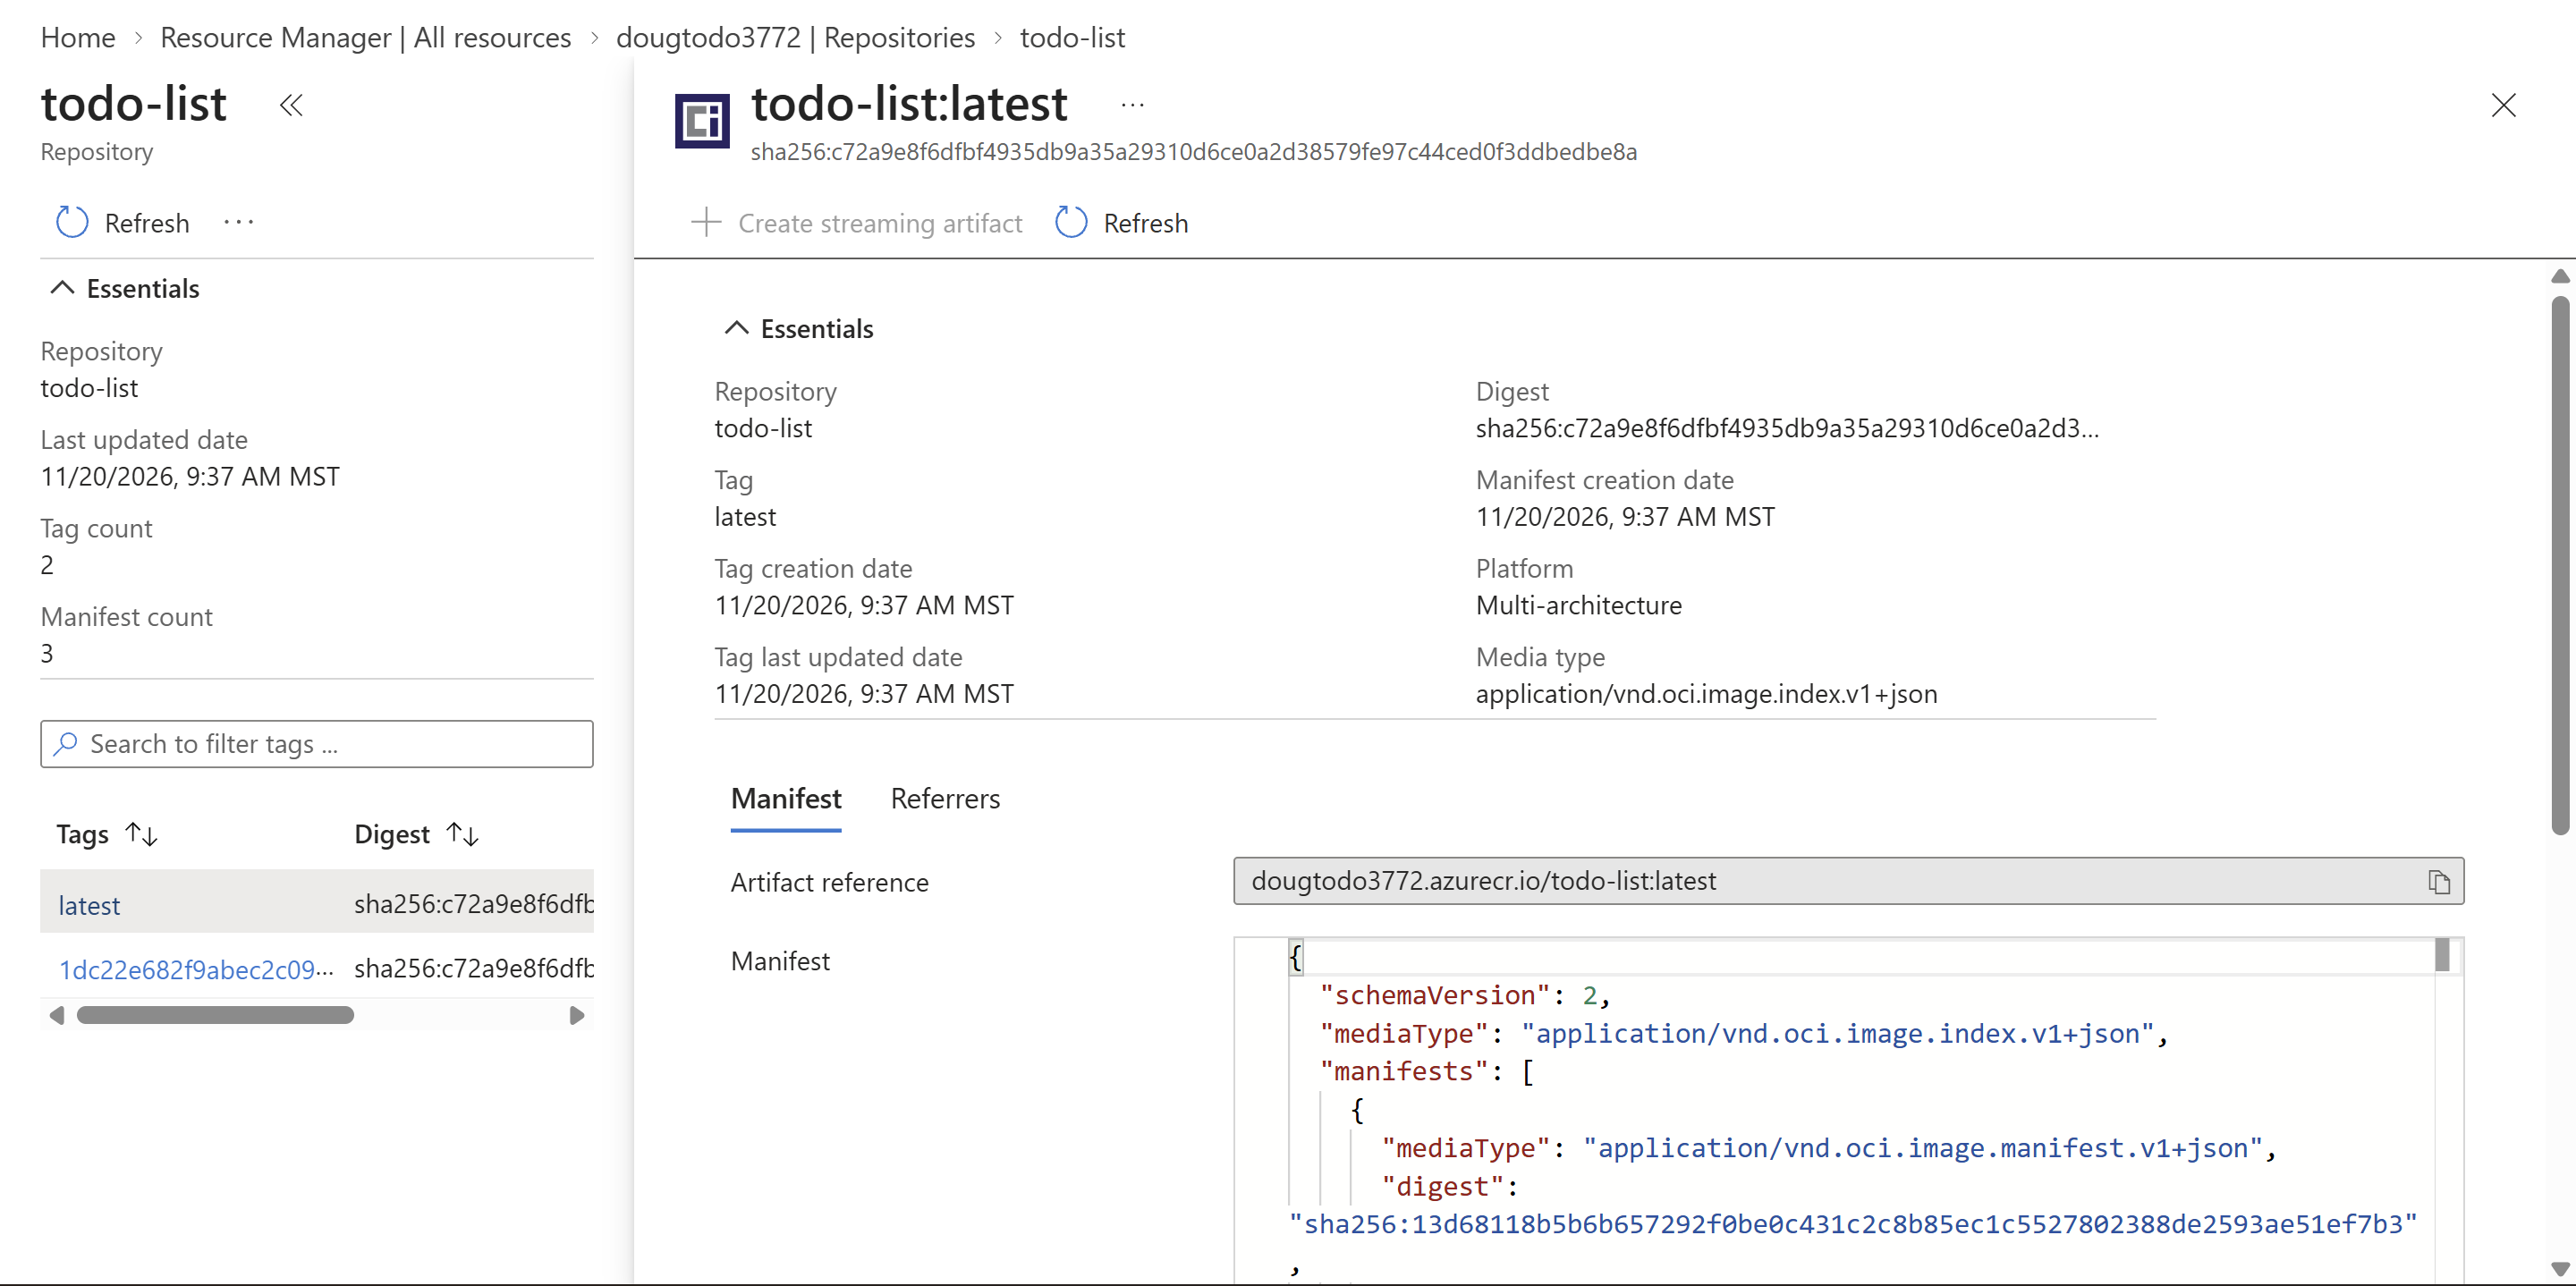 Home > Resource Manager | All resources > dougtodo3772 | Repositories > todo-list
todo-list
Repository
Refresh ···
Essentials
Repository
todo-list
Last updated date
11/20/2026, 9:37 AM MST
Tag count
2
Manifest count
3
Search to filter tags ...
Tags Digest
latest sha256:c72a9e8f6dfb
1dc22e682f9abec2c09··· sha256:c72a9e8f6dfb
Ci
todo-list:latest ···
sha256:c72a9e8f6dfbf4935db9a35a29310d6ce0a2d38579fe97c44ced0f3ddbedbe8a
Create streaming artifact Refresh
Essentials
Repository
todo-list
Tag
latest
Tag creation date
11/20/2026, 9:37 AM MST
Tag last updated date
11/20/2026, 9:37 AM MST
Digest
sha256:c72a9e8f6dfbf4935db9a35a29310d6ce0a2d3...
Manifest creation date
11/20/2026, 9:37 AM MST
Platform
Multi-architecture
Media type
application/vnd.oci.image.index.v1+json
Manifest Referrers
Artifact reference
dougtodo3772.azurecr.io/todo-list:latest
Manifest
{
"schemaVersion": 2,
"mediaType": "application/vnd.oci.image.index.v1+json",
"manifests": [
{
"mediaType": "application/vnd.oci.image.manifest.v1+json",
"digest":
"sha256:13d68118b5b6b657292f0be0c431c2c8b85ec1c5527802388de2593ae51ef7b3"
,